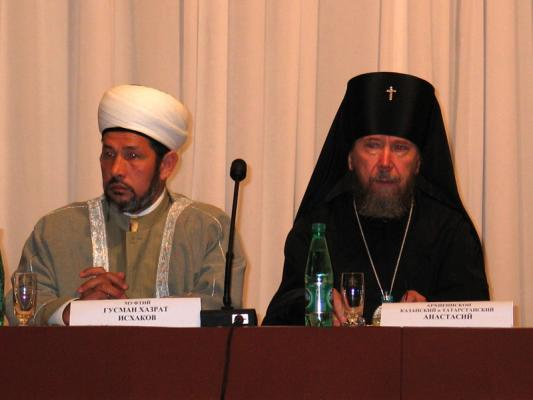 МУФТИЙ
ГУСМАН ХАЗРАТ
ИСХАКОВ
АРХИЕПИСКОП
КАЗАНСКИЙ и ТАТАРСТАНСКИЙ
АНАСТАСИЙ